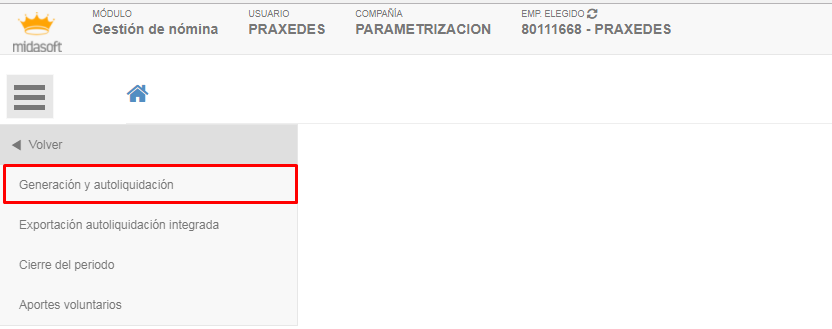 midasoft
MÓDULO
Gestión de nómina
USUARIO
PRAXEDES
COMPAÑÍA
PARAMETRIZACION
EMP. ELEGIDO
80111668 - PRAXEDES
Volver
Generación y autoliquidación
Exportación autoliquidación integrada
Cierre del periodo
Aportes voluntarios